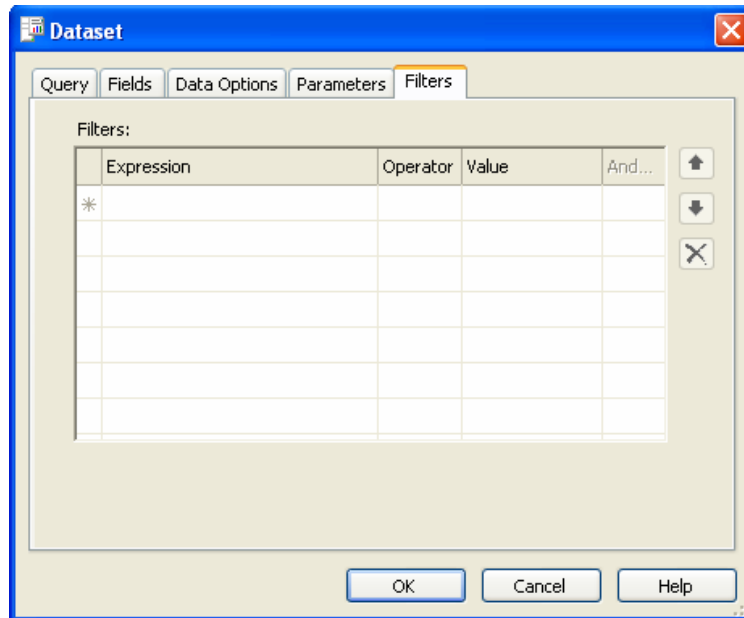 Dataset
Query Fields Data Options Parameters Filters
Filters:
Expression Operator Value And...
OK Cancel Help